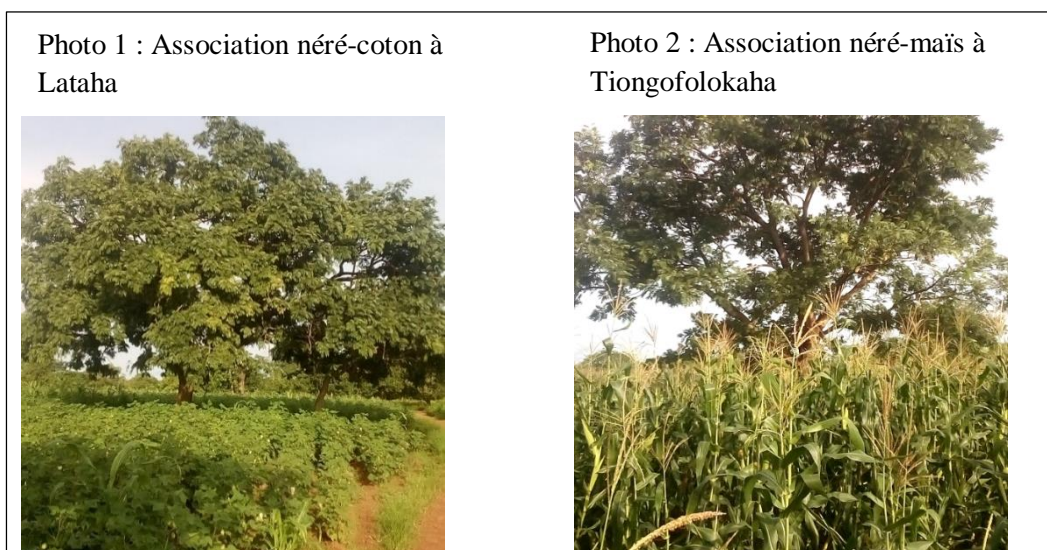 Photo 1 : Association néré-coton à
Lataha
Photo 2 : Association néré-maïs à
Tiongofolokaha